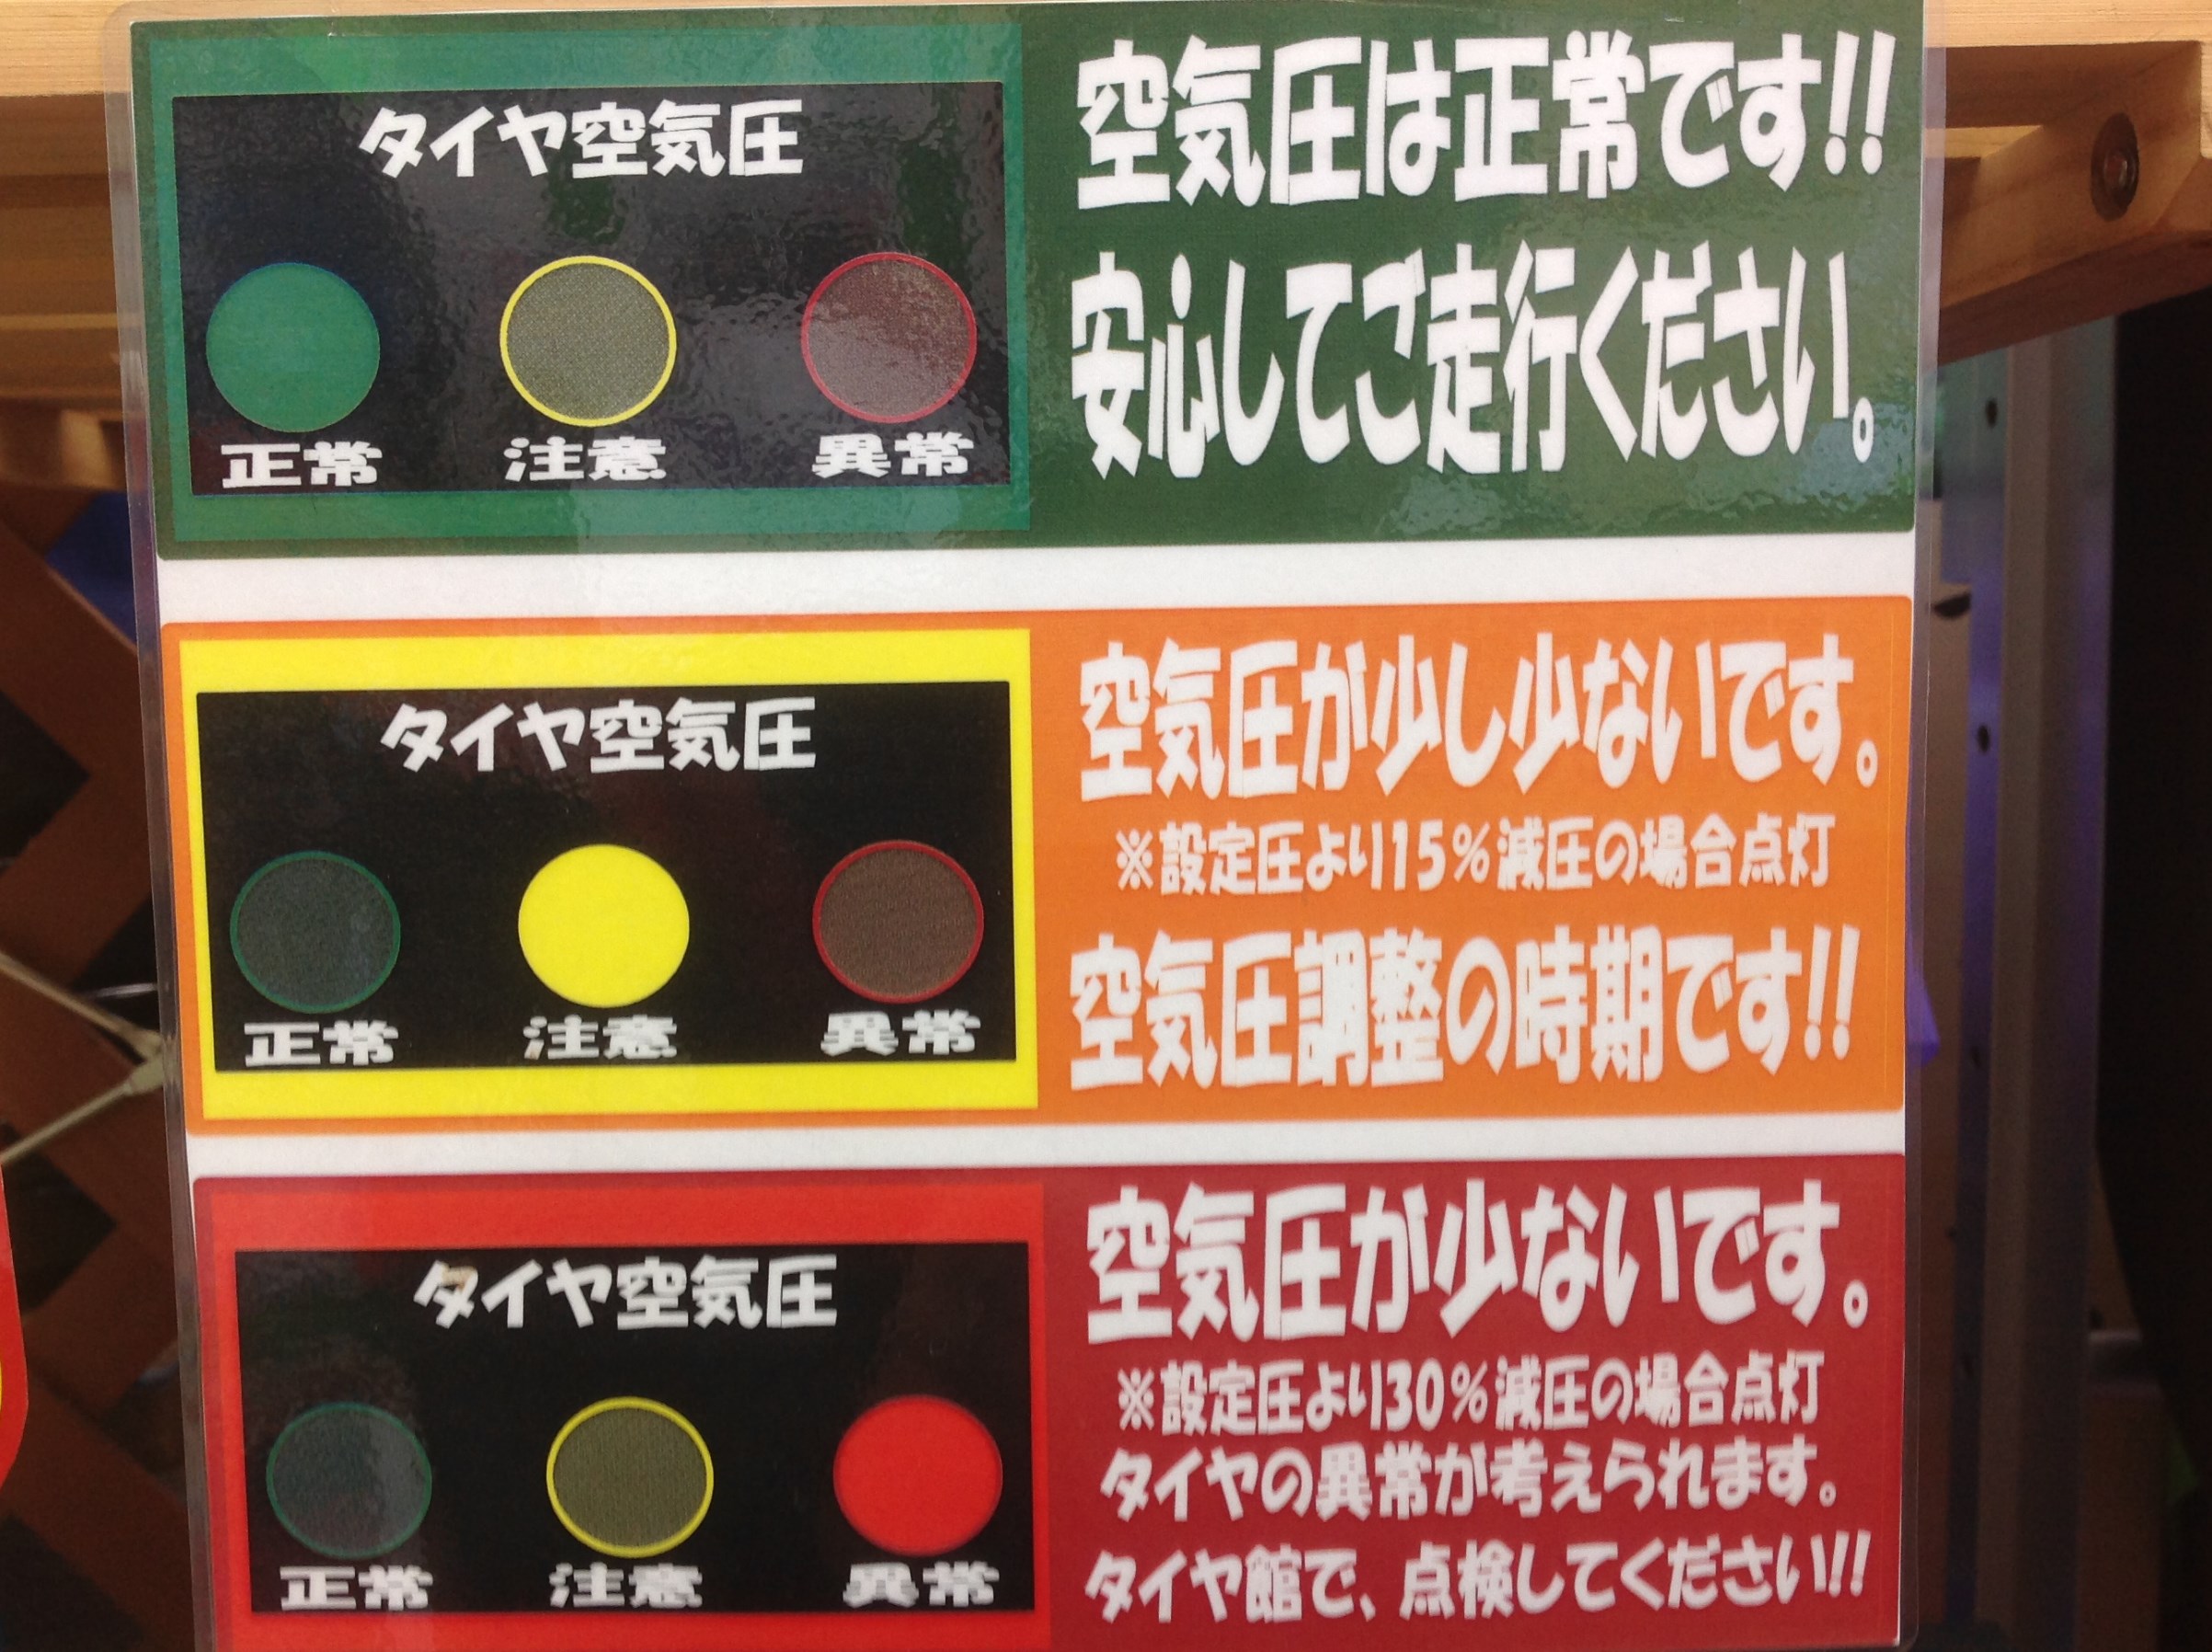 タイヤ空気圧
正常 注意 異常
空気圧は正常です!!
安心してご走行ください。
タイヤ空気圧
正常 注意 異常
空気圧が少し少ないです。
※設定圧より15%減圧の場合点灯
空気圧調整の時期です!!
タイヤ空気圧
正常 注意 異常
空気圧が少ないです。
※設定圧より30%減圧の場合点灯
タイヤの異常が考えられます。
タイヤ館で、点検してください!!